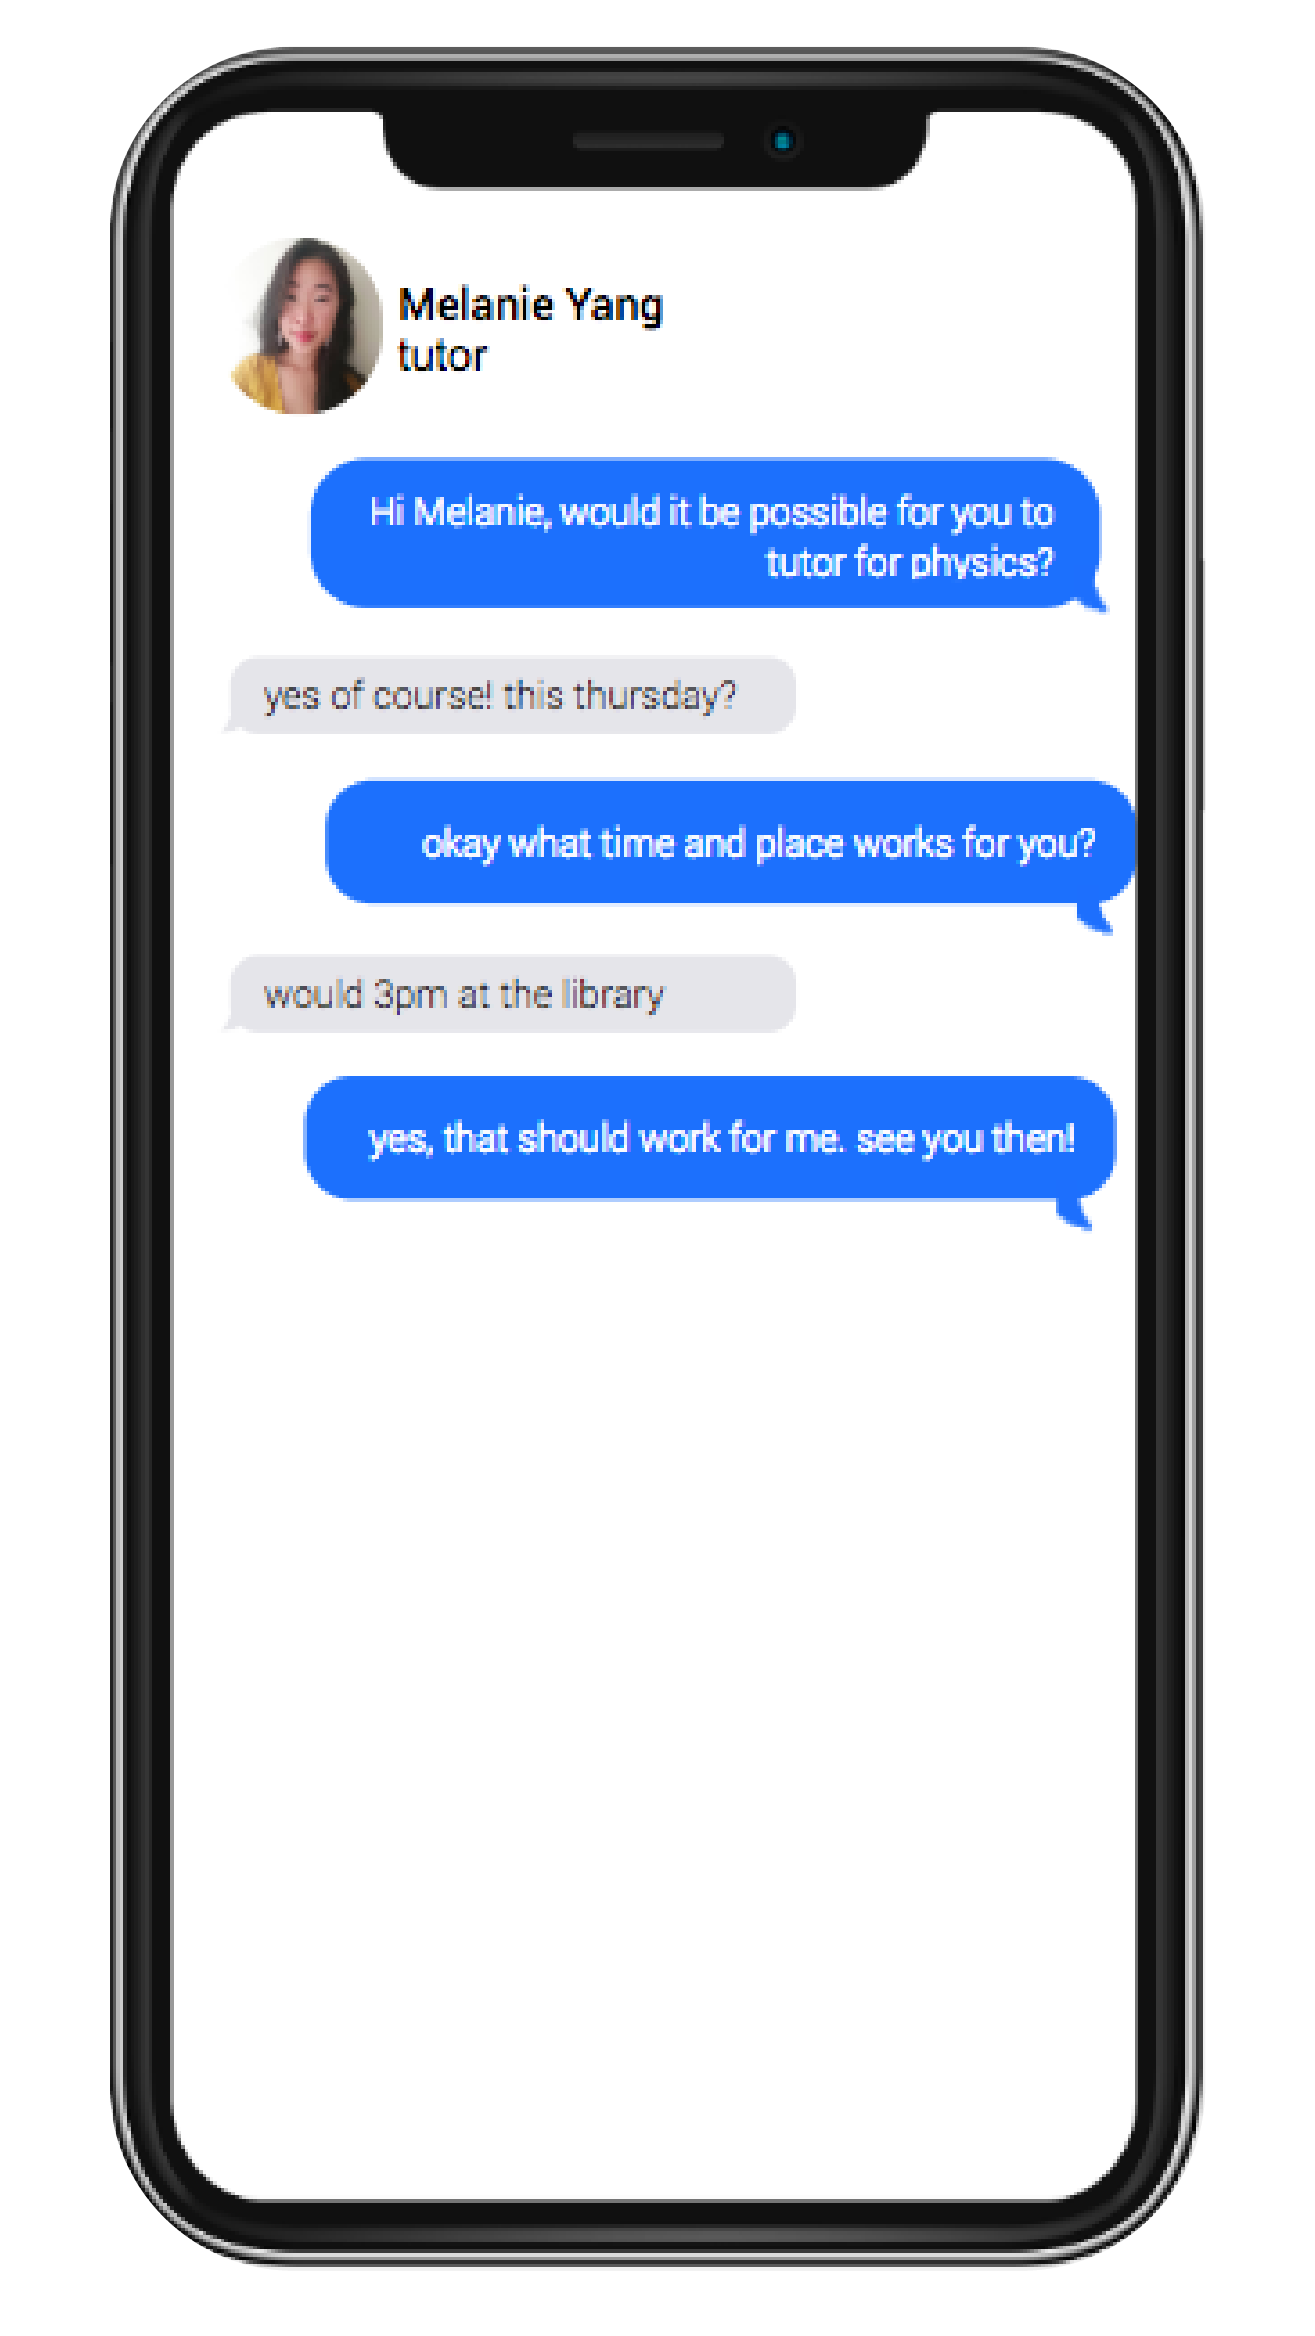 Melanie Yang
tutor
Hi Melanie, would it be possible for you to
tutor for physics?
yes of course! this thursday?
okay what time and place works for you?
would 3pm at the library
yes, that should work for me. see you then!